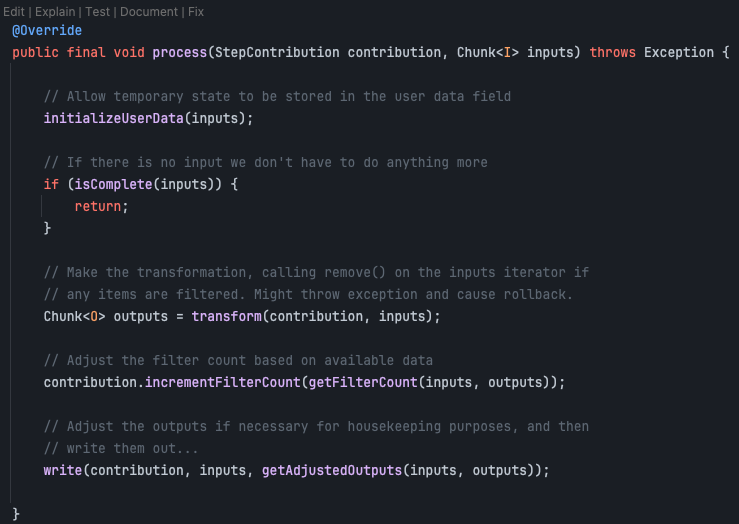 Edit | Explain | Test | Document | Fix
@Override
public final void process(StepContribution contribution, Chunk<I> inputs) throws Exception {
// Allow temporary state to be stored in the user data field
initializeUserData(inputs);
// If there is no input we don't have to do anything more
if (isComplete(inputs)) {
return;
}
// Make the transformation, calling remove() on the inputs iterator if
// any items are filtered. Might throw exception and cause rollback.
Chunk<O> outputs = transform(contribution, inputs);
// Adjust the filter count based on available data
contribution.incrementFilterCount(getFilterCount(inputs, outputs));
// Adjust the outputs if necessary for housekeeping purposes, and then
// write them out...
write(contribution, inputs, getAdjustedOutputs(inputs, outputs));
}